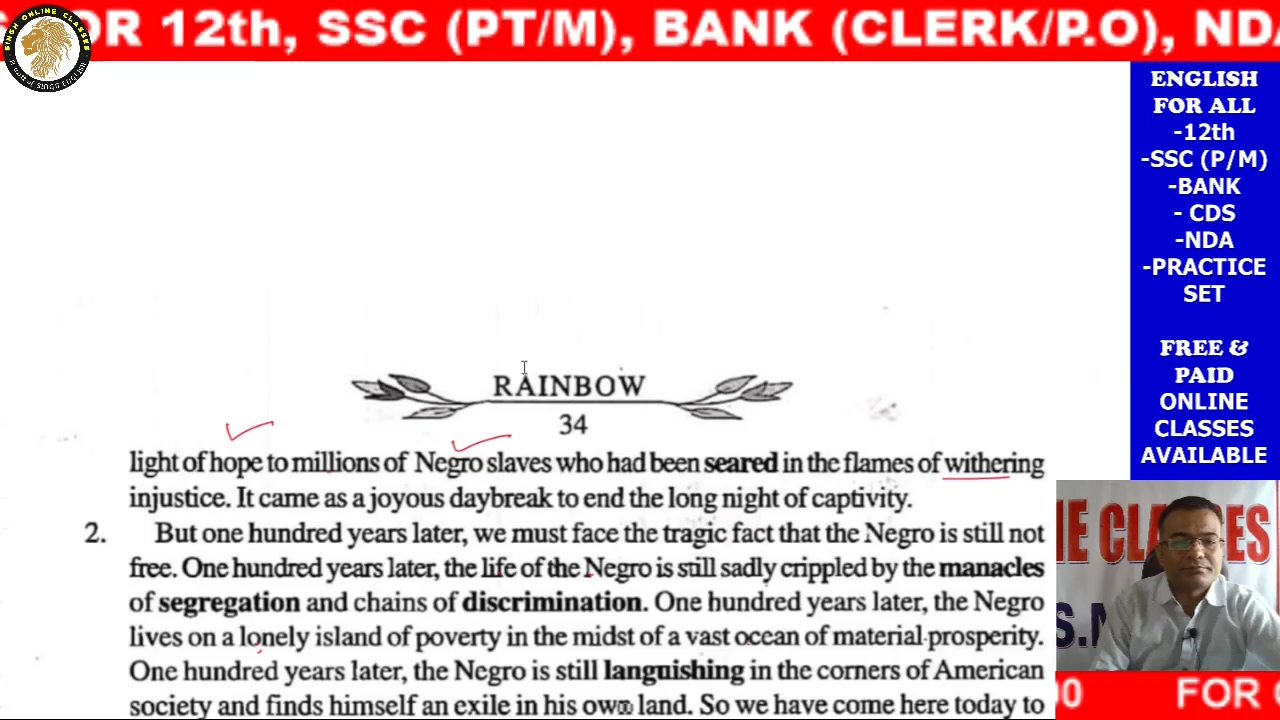 SINGH ONLINE CLASSES
OR 12th, SSC (PT/M), BANK (CLERK/P.O), NDA
ENGLISH
FOR ALL
-12th
-SSC (P/M)
-BANK
- CDS
-NDA
-PRACTICE
SET
FREE &
PAID
ONLINE
CLASSES
AVAILABLE
RAINBOW
34
light of hope to millions of Negro slaves who had been seared in the flames of withering
injustice. It came as a joyous daybreak to end the long night of captivity.
2. But one hundred years later, we must face the tragic fact that the Negro is still not
free. One hundred years later, the life of the Negro is still sadly crippled by the manacles
of segregation and chains of discrimination. One hundred years later, the Negro
lives on a lonely island of poverty in the midst of a vast ocean of material prosperity.
One hundred years later, the Negro is still languishing in the corners of American
society and finds himself an exile in his own land. So we have come here today to
NE CLASSES
S.
00 FOR